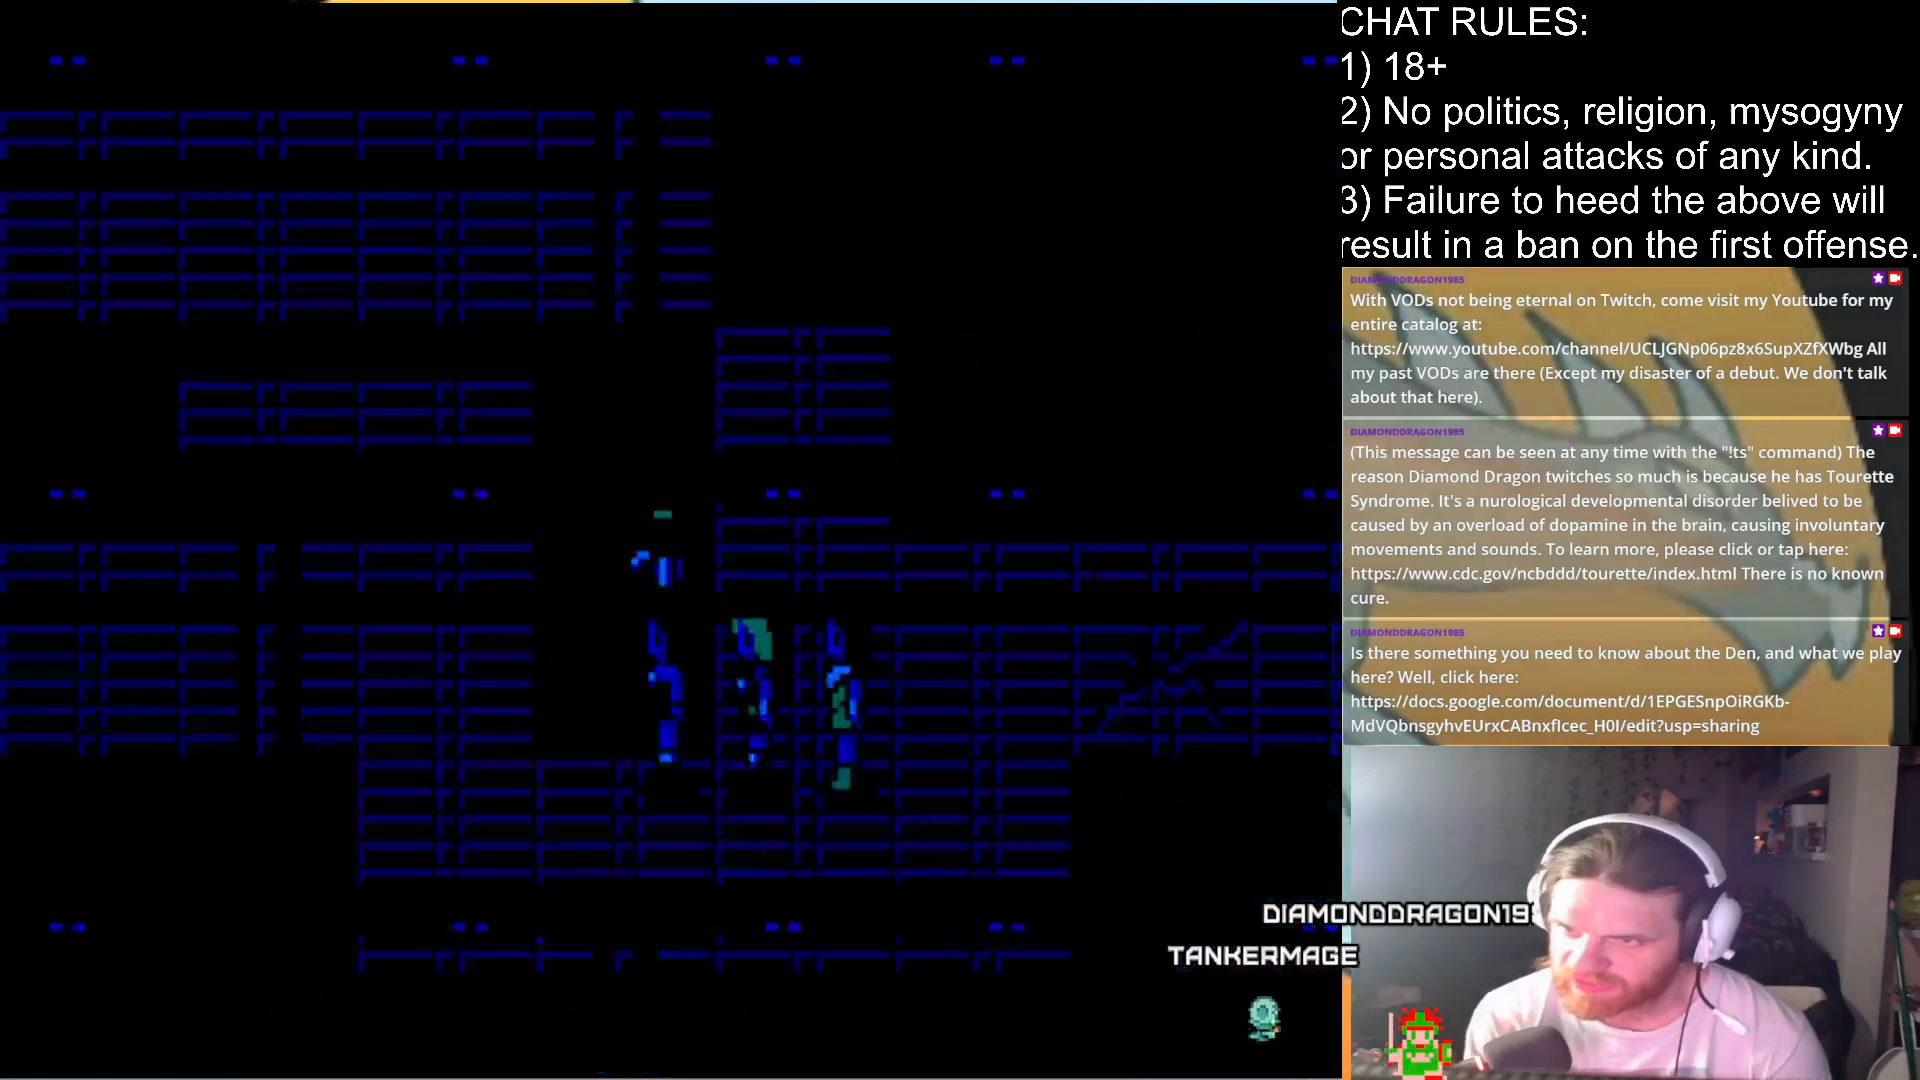 CHAT RULES:
1) 18+
2) No politics, religion, mysogyny
or personal attacks of any kind.
3) Failure to heed the above will
result in a ban on the first offense.
DIAMONDDRAGON1985
With VODs not being eternal on Twitch, come visit my Youtube for my
entire catalog at:
https://www.youtube.com/channel/UCLJGNp06pz8x6SupXZfXWbg All
my past VODs are there (Except my disaster of a debut. We don't talk
about that here).
DIAMONDDRAGON1985
(This message can be seen at any time with the "!ts" command) The
reason Diamond Dragon twitches so much is because he has Tourette
Syndrome. It's a nurological developmental disorder belived to be
caused by an overload of dopamine in the brain, causing involuntary
movements and sounds. To learn more, please click or tap here:
https://www.cdc.gov/ncbddd/tourette/index.html There is no known
cure.
DIAMONDDRAGON1985
Is there something you need to know about the Den, and what we play
here? Well, click here:
https://docs.google.com/document/d/1EPGESnpOiRGKb-
MdVQbnsgyhvEUrxCABnxfIcec_H0I/edit?usp=sharing
DIAMONDDRAGON19
TANKERMAGE